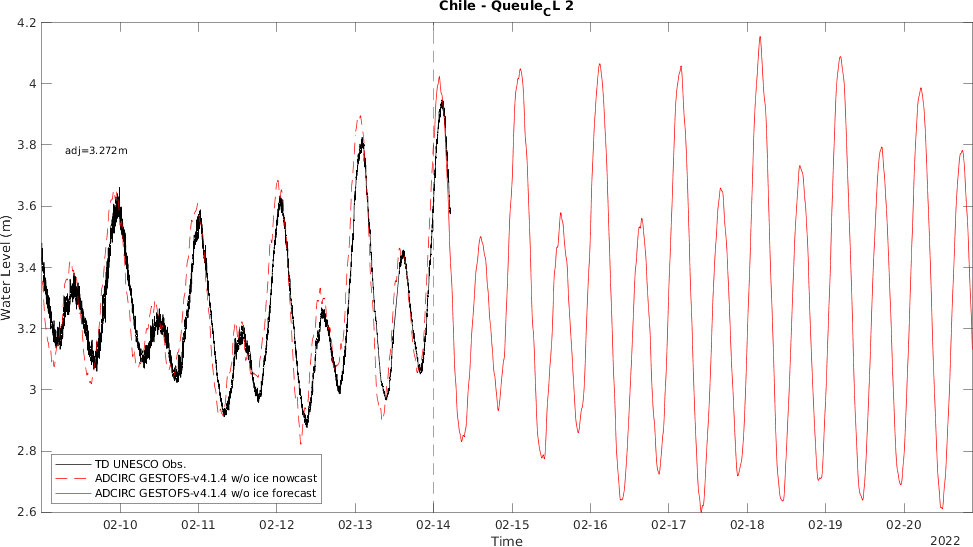 Chile - Queule_CL 2
4.2
4
3.8
3.6
3.4
3.2
3
2.8
2.6
Water Level (m)
adj=3.272m
TD UNESCO Obs.
ADCIRC GESTOFS-v4.1.4 w/o ice nowcast
ADCIRC GESTOFS-v4.1.4 w/o ice forecast
02-10 02-11 02-12 02-13 02-14 02-15 02-16 02-17 02-18 02-19 02-20
Time
2022